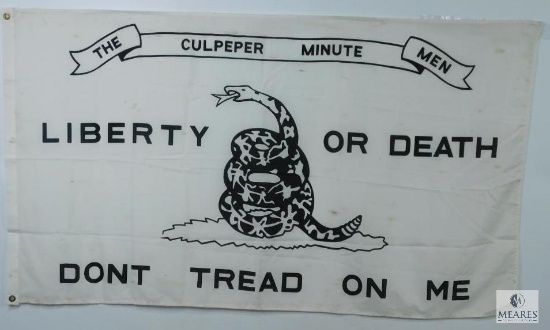 THE CULPEPER MINUTE MEN
LIBERTY OR DEATH
DONT TREAD ON ME
MEARES